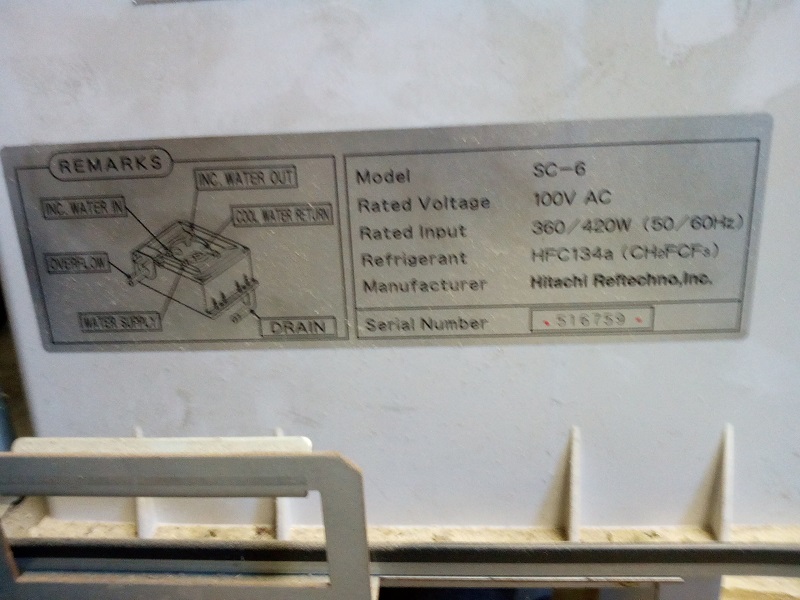 REMARKS
INC. WATER OUT
INC. WATER IN
COOL WATER RETURN
OVERFLOW
WATER SUPPLY
DRAIN
Model SC-6
Rated Voltage 100V AC
Rated Input 360/420W (50/60Hz)
Refrigerant HFC134a (CH₂FCF₃)
Manufacturer Hitachi Reftechno,Inc.
Serial Number 516759